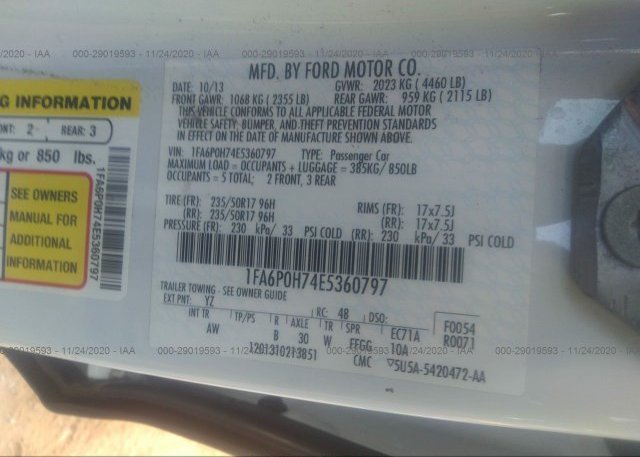 000-29019593 - 11/24/2020 - IAA
MFD. BY FORD MOTOR CO.
DATE: 10/13 GVWR: 2023 KG ( 4460 LB)
FRONT GAWR: 1068 KG ( 2355 LB) REAR GAWR: 959 KG ( 2115 LB)
THIS VEHICLE CONFORMS TO ALL APPLICABLE FEDERAL MOTOR
VEHICLE SAFETY, BUMPER, AND THEFT PREVENTION STANDARDS
IN EFFECT ON THE DATE OF MANUFACTURE SHOWN ABOVE.
VIN: 1FA6P0H74E5360797 TYPE: Passenger Car
MAXIMUM LOAD = OCCUPANTS + LUGGAGE = 385KG/ 850LB
OCCUPANTS = 5 TOTAL; 2 FRONT, 3 REAR
TIRE (FR): 235/50R17 96H RIMS (FR): 17x7.5J
(RR): 235/50R17 96H (RR): 17x7.5J
PRESSURE (FR): 230 kPa/ 33 PSI COLD (RR): 230 kPa/ 33 PSI COLD
1FA6P0H74E5360797
TRAILER TOWING - SEE OWNER GUIDE
EXT PNT: YZ RC: 48 DSO:
INT TR TP/PS R AXLE TR SPR EC71A F0054
AW B 30 W FFGG 10A R0071
1201310213851 CMC ▽5U5A-5420472-AA
G INFORMATION
ONT: 2 REAR: 3
kg or 850 lbs.
SEE OWNERS
MANUAL FOR
ADDITIONAL
INFORMATION
1FA6P0H74E5360797